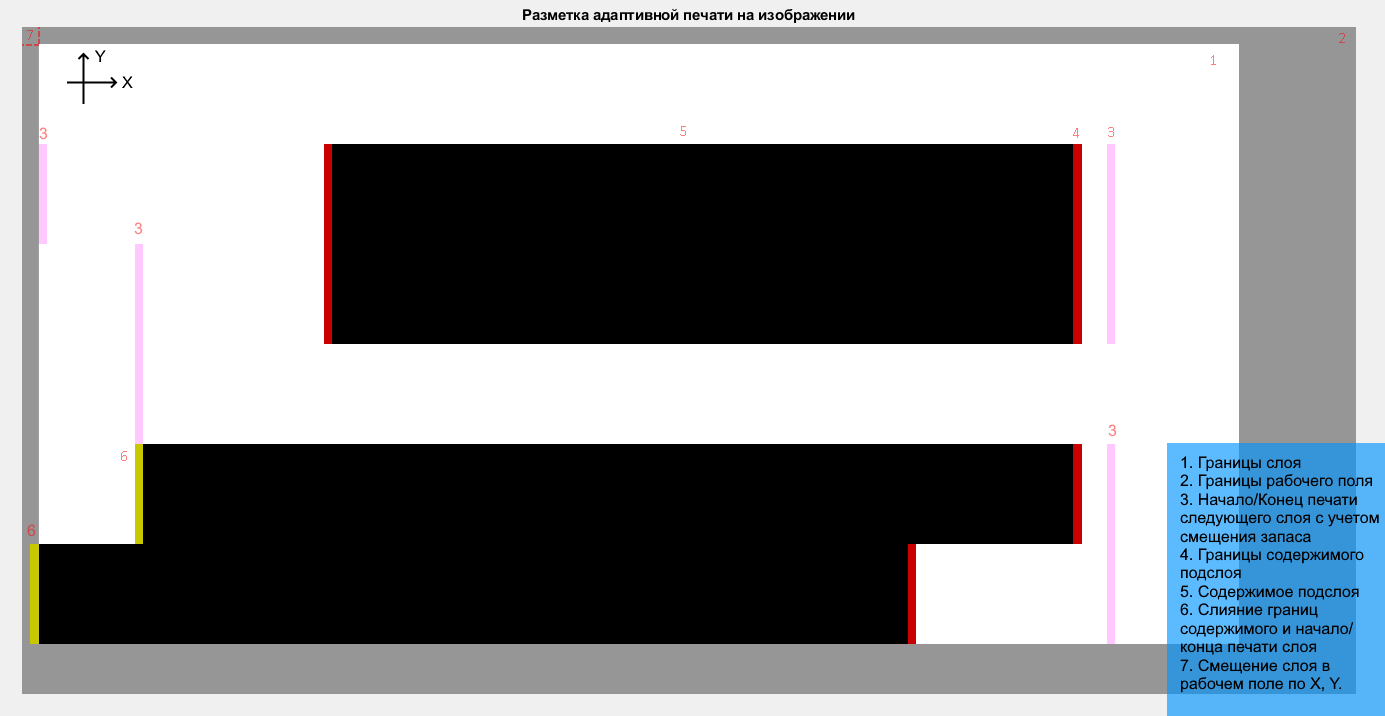 Разметка адаптивной печати на изображении
7
2
Y
1
X
3
5
4
3
3
3
6
6
1. Границы слоя
2. Границы рабочего поля
3. Начало/Конец печати
следующего слоя с учетом
смещения запаса
4. Границы содержимого
подслоя
5. Содержимое подслоя
6. Слияние границ
содержимого и начало/
конца печати слоя
7. Смещение слоя в
рабочем поле по X, Y.